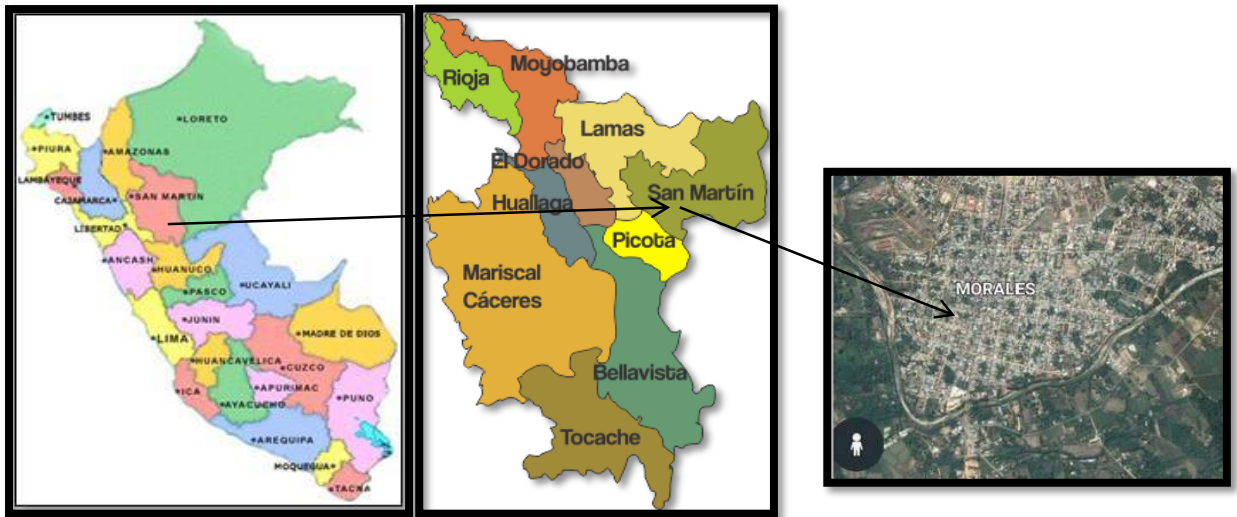 TUMBES
LORETO
PIURA
AMAZONAS
LAMBAYEQUE
SAN MARTIN
CAJAMARCA
LIBERTAD
ANCASH
HUANUCO
UCAYALI
PASCO
JUNIN
MADRE DE DIOS
LIMA
HUANCAVELICA
CUZCO
ICA
APURIMAC
PUNO
AYACUCHO
AREQUIPA
MOQUEGUA
TACNA
Moyobamba
Rioja
Lamas
El Dorado
San Martín
Huallaga
Picota
Mariscal
Cáceres
Bellavista
Tocache
MORALES